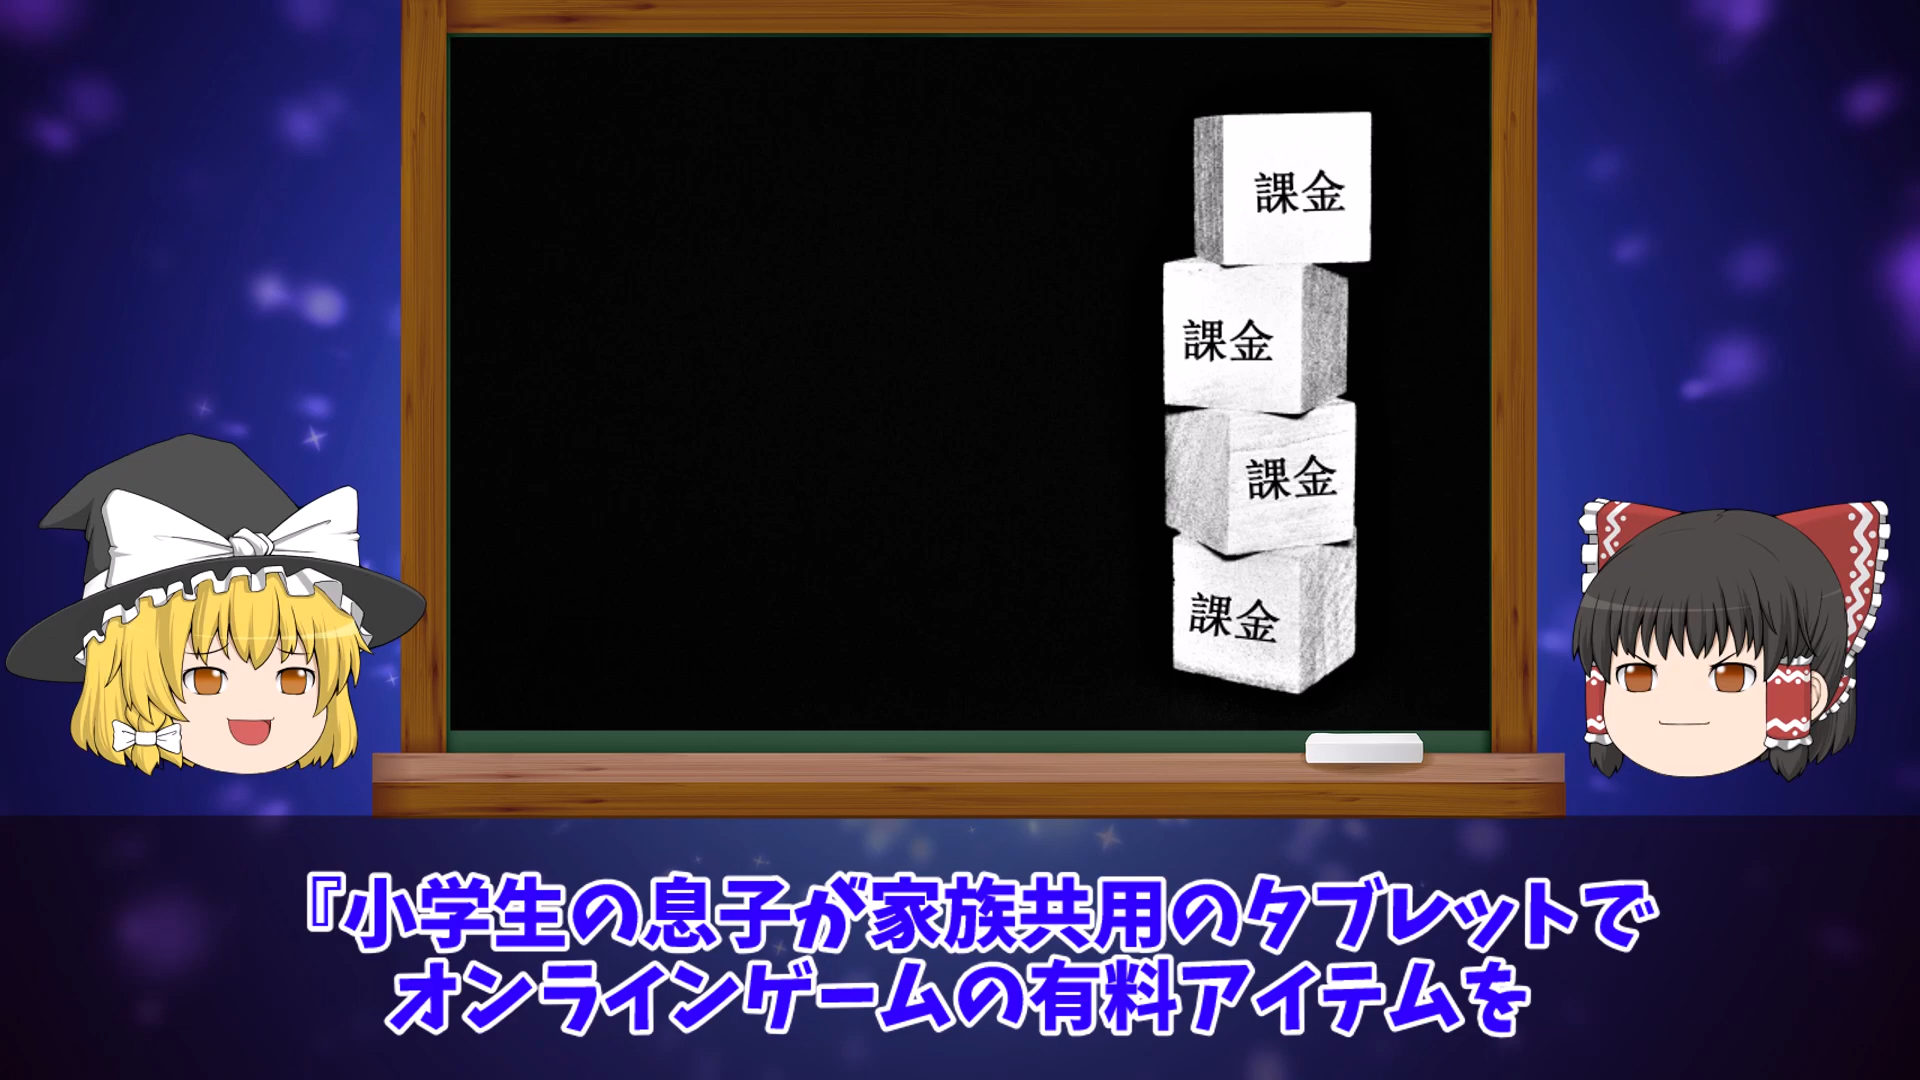 課金
課金
課金
課金
『小学生の息子が家族共用のタブレットで
オンラインゲームの有料アイテムを